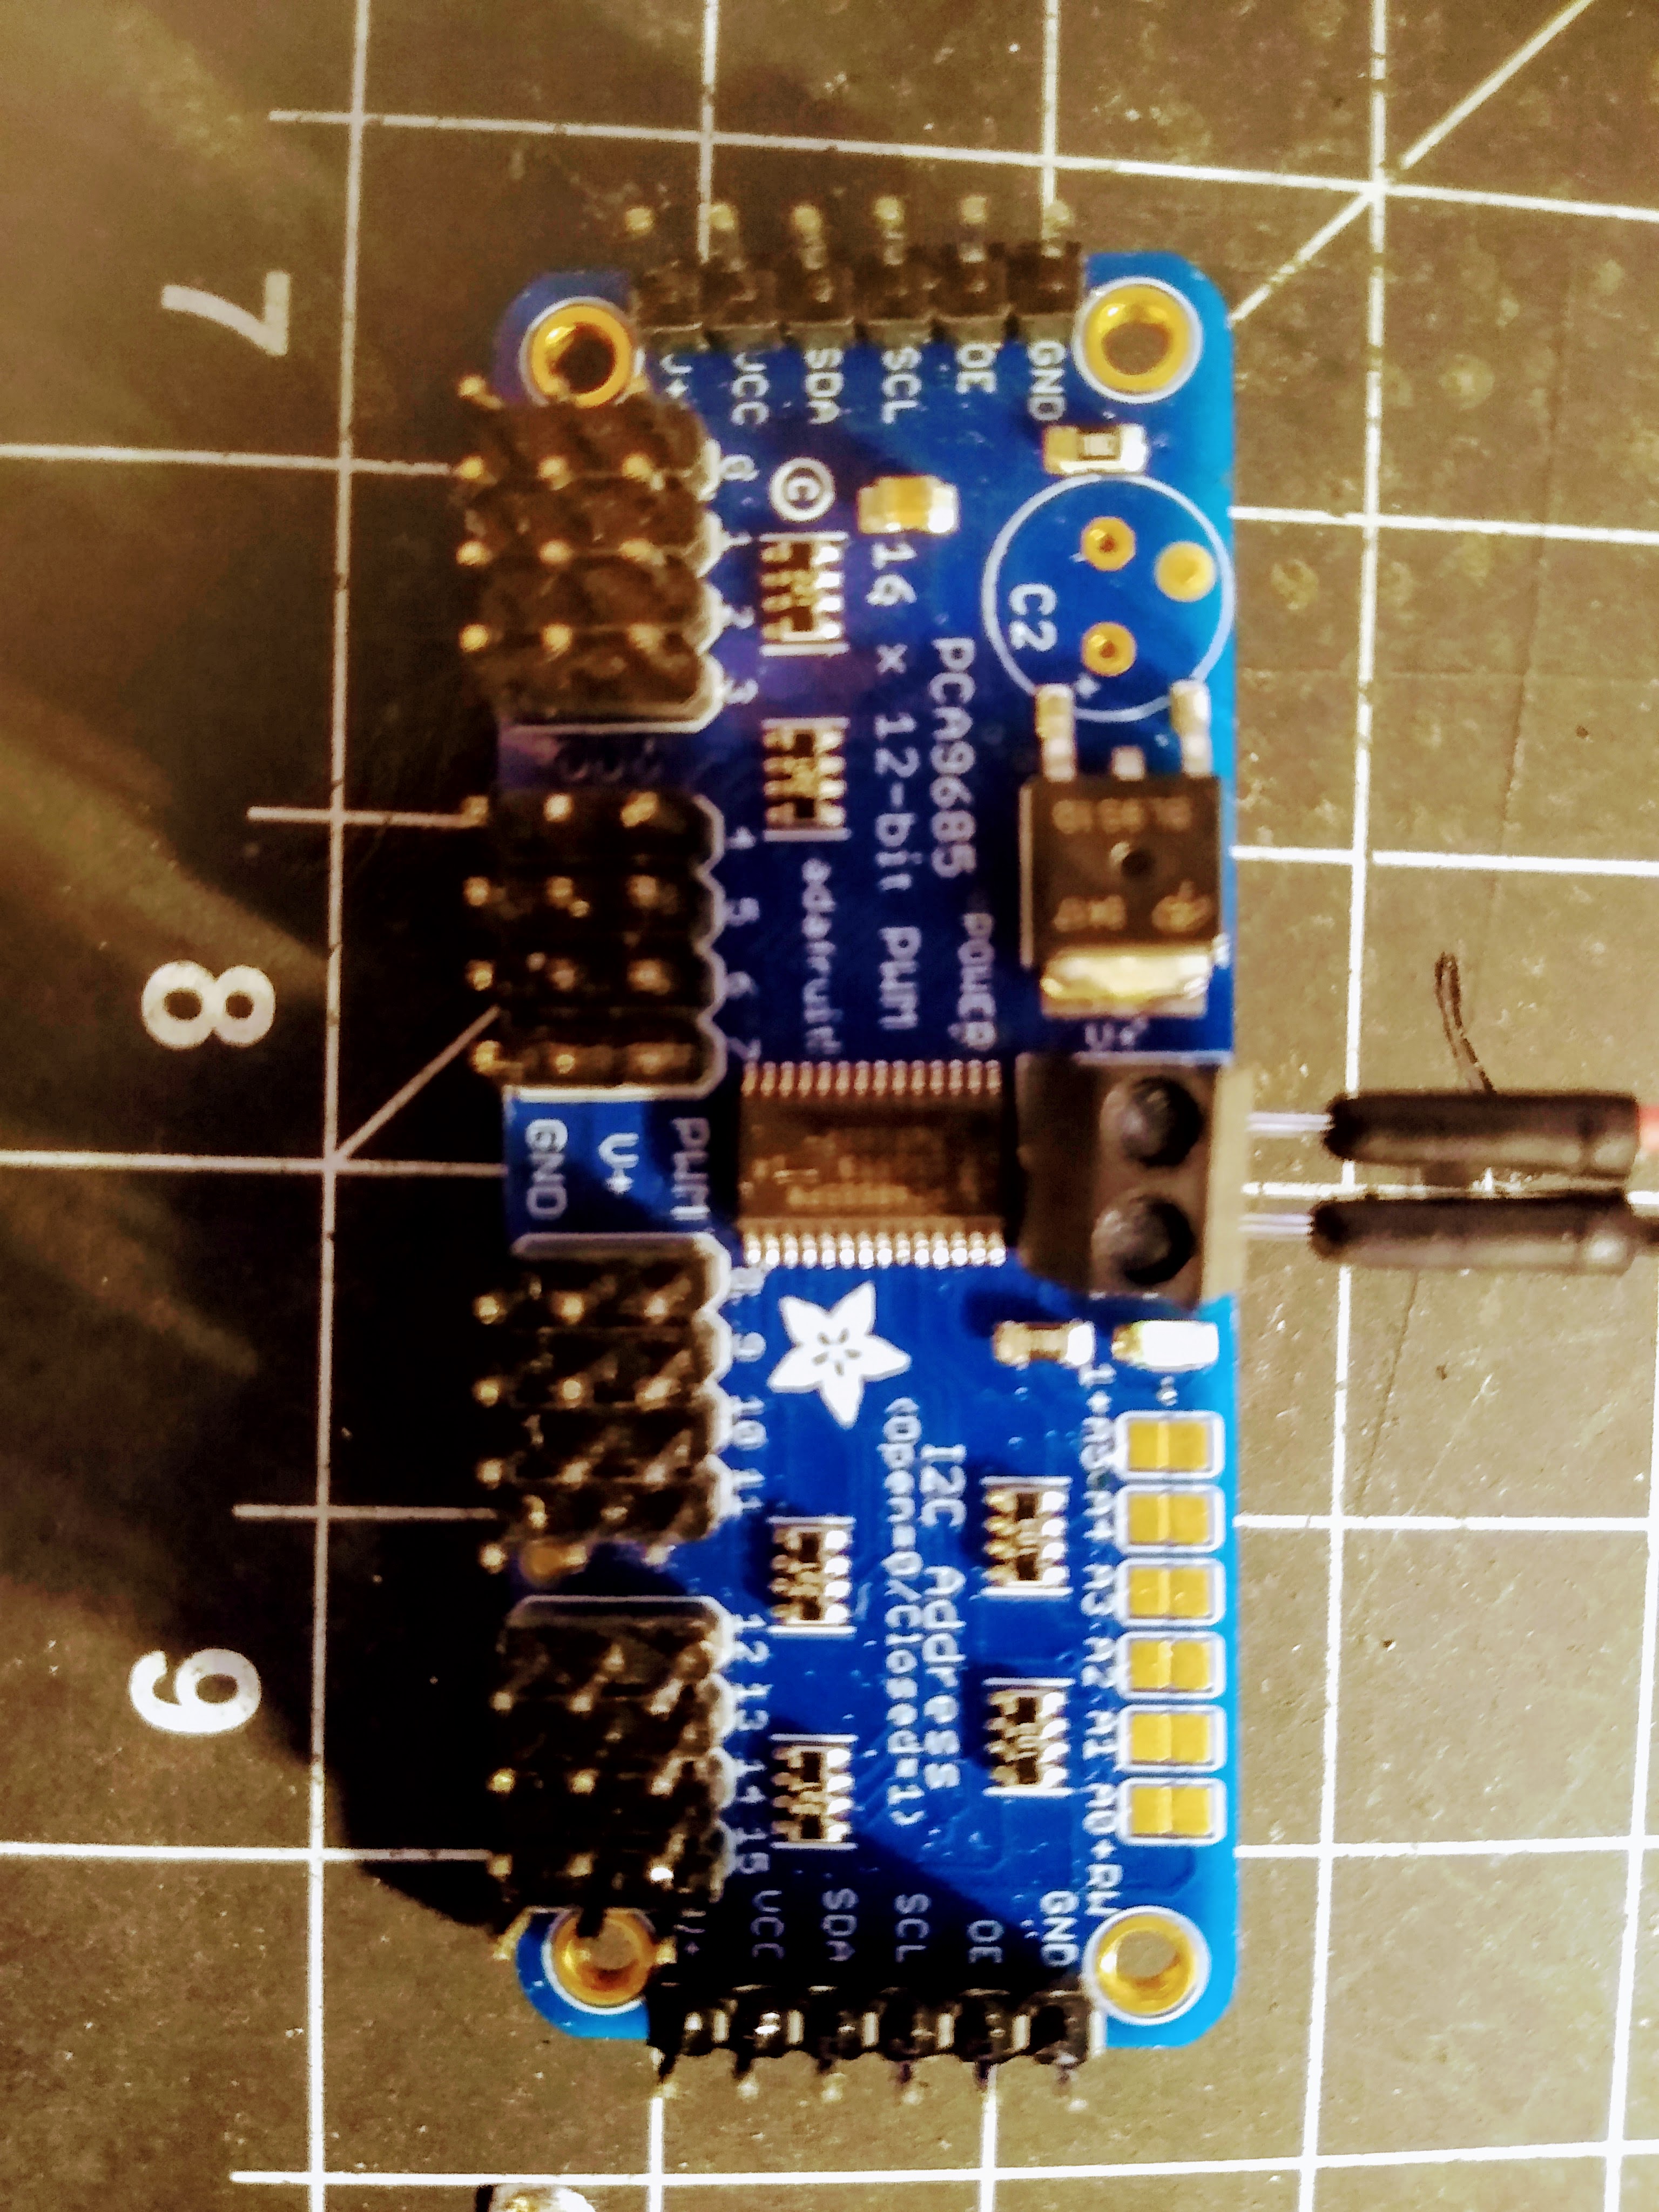 7
8
9
V+
VCC
SDA
SCL
OE
GND
0
1
2
3
4
5
6
7
©
16 x 12-bit PWM
PCA9685
adafruit!
POWER
C2
+
PWM
V+
GND
8
9
10
11
12
13
14
15
I2C Address
(Open=0/Closed=1)
A5 A4 A3 A2 A1 A0
V+
VCC
SDA
SCL
OE
GND